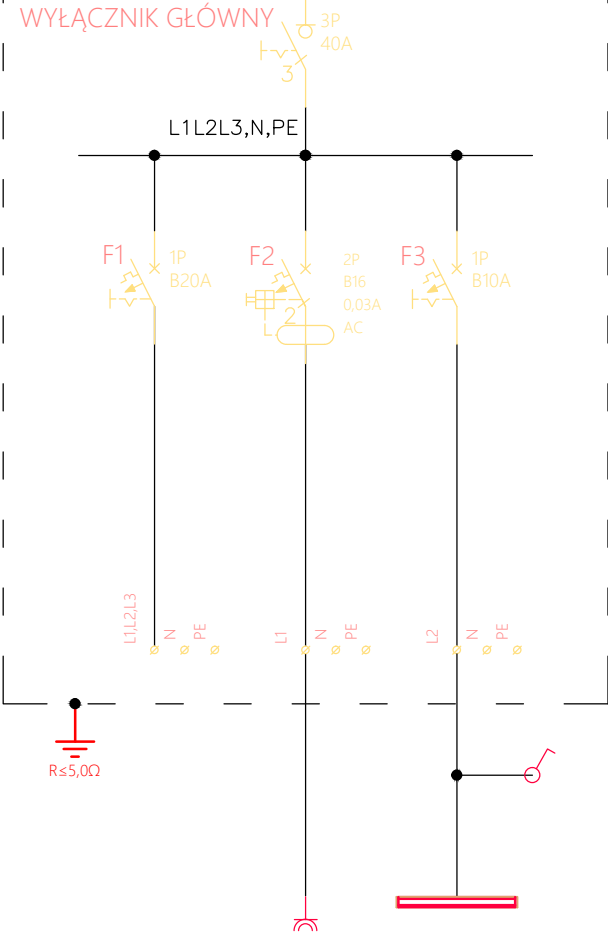 WYŁĄCZNIK GŁÓWNY
3P
40A
3
L1L2L3,N,PE
F1
1P
B20A
F2
2P
B16
0,03A
AC
2
F3
1P
B10A
L1,L2,L3
N
PE
L1
N
PE
L2
N
PE
R≤5,0Ω